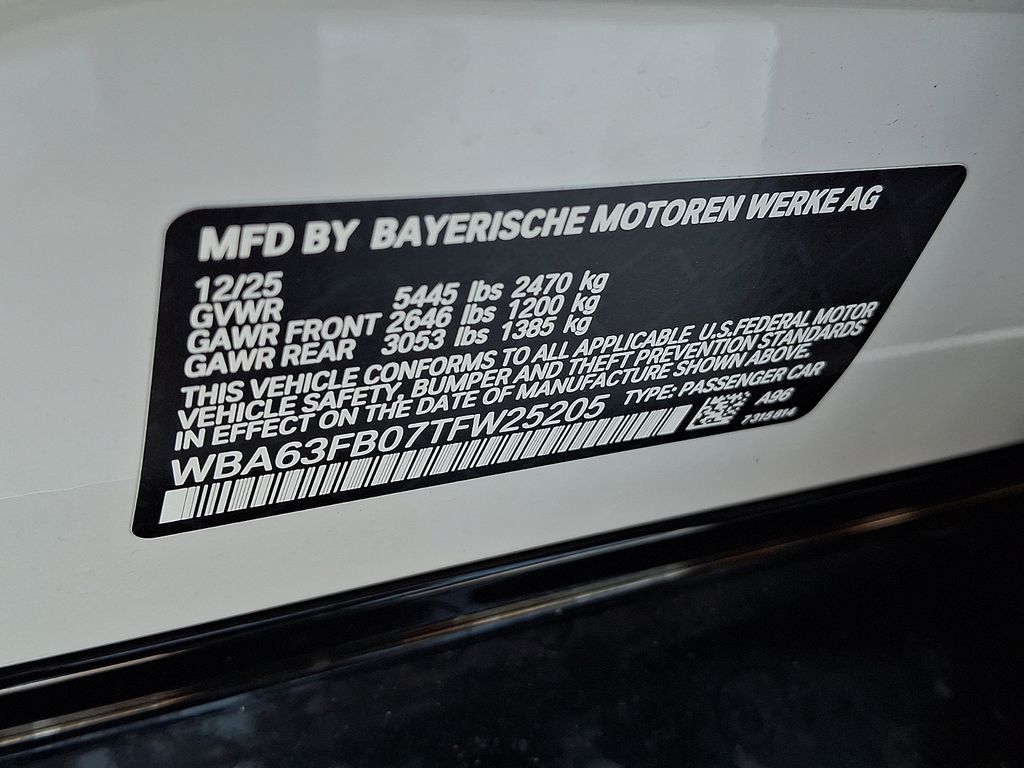 MFD BY BAYERISCHE MOTOREN WERKE AG
12/25
GVWR 5445 lbs 2470 kg
GAWR FRONT 2646 lbs 1200 kg
GAWR REAR 3053 lbs 1385 kg
THIS VEHICLE CONFORMS TO ALL APPLICABLE U.S.FEDERAL MOTOR
VEHICLE SAFETY, BUMPER AND THEFT PREVENTION STANDARDS
IN EFFECT ON THE DATE OF MANUFACTURE SHOWN ABOVE.
WBA63FB07TFW25205 TYPE: PASSENGER CAR
A96
7318814